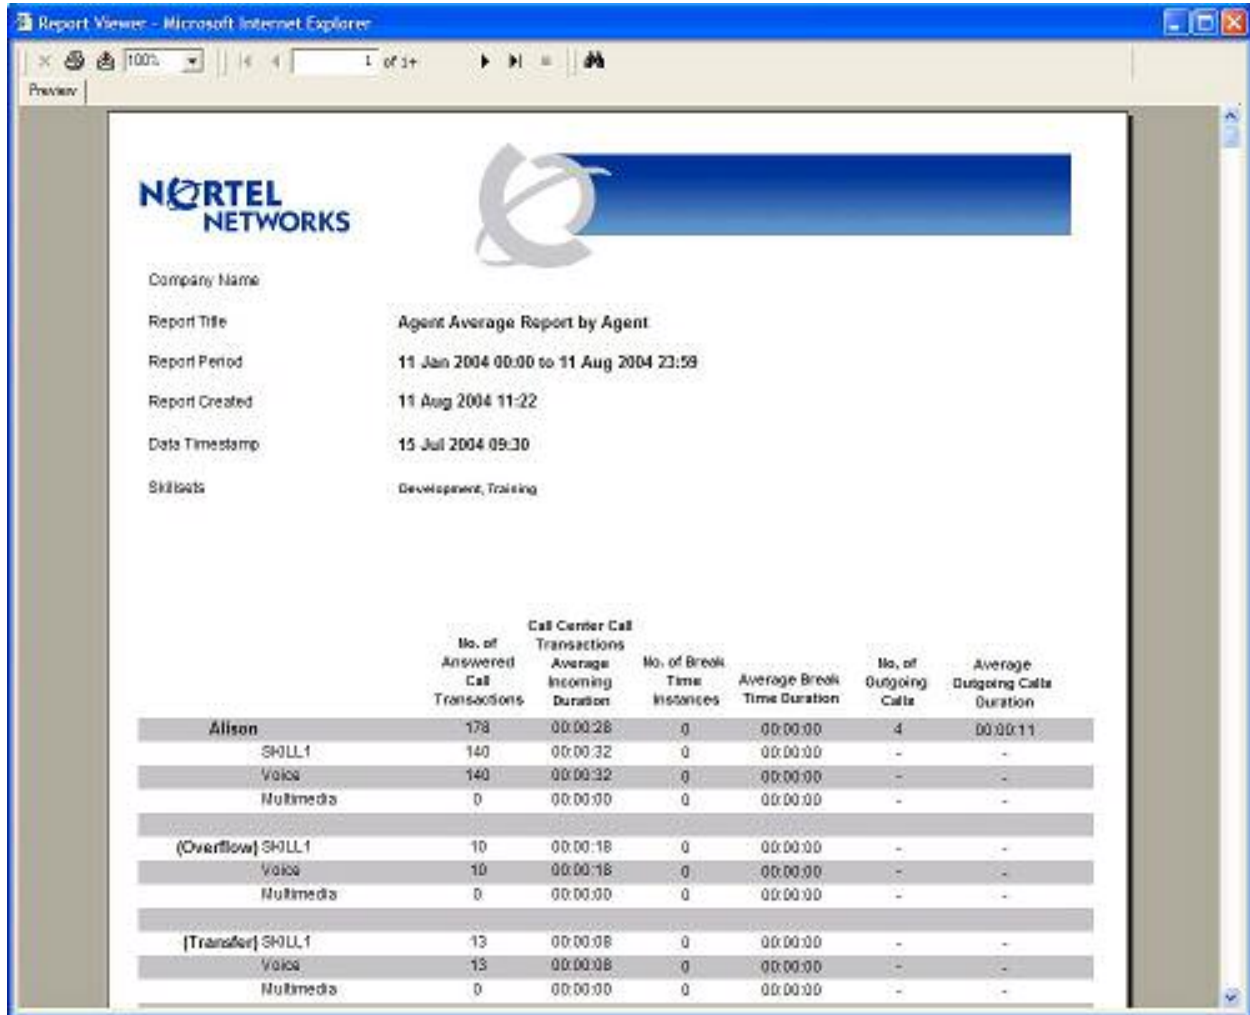 Report Viewer - Microsoft Internet Explorer
100%
1 of 1+
Preview
NORTEL
NETWORKS
Company Name
Report Title Agent Average Report by Agent
Report Period 11 Jan 2004 00:00 to 11 Aug 2004 23:59
Report Created 11 Aug 2004 11:22
Data Timestamp 15 Jul 2004 09:30
Skillsets Development, Training
No. of Answered Call Transactions
Call Center Call Transactions Average Incoming Duration
No. of Break Time Instances
Average Break Time Duration
No. of Outgoing Calls
Average Outgoing Calls Duration
Alison 178 00:00:28 0 00:00:00 4 00:00:11
SKILL1 140 00:00:32 0 00:00:00 - -
Voice 140 00:00:32 0 00:00:00 - -
Multimedia 0 00:00:00 0 00:00:00 - -
(Overflow) SKILL1 10 00:00:18 0 00:00:00 - -
Voice 10 00:00:18 0 00:00:00 - -
Multimedia 0 00:00:00 0 00:00:00 - -
(Transfer) SKILL1 13 00:00:08 0 00:00:00 - -
Voice 13 00:00:08 0 00:00:00 - -
Multimedia 0 00:00:00 0 00:00:00 - -